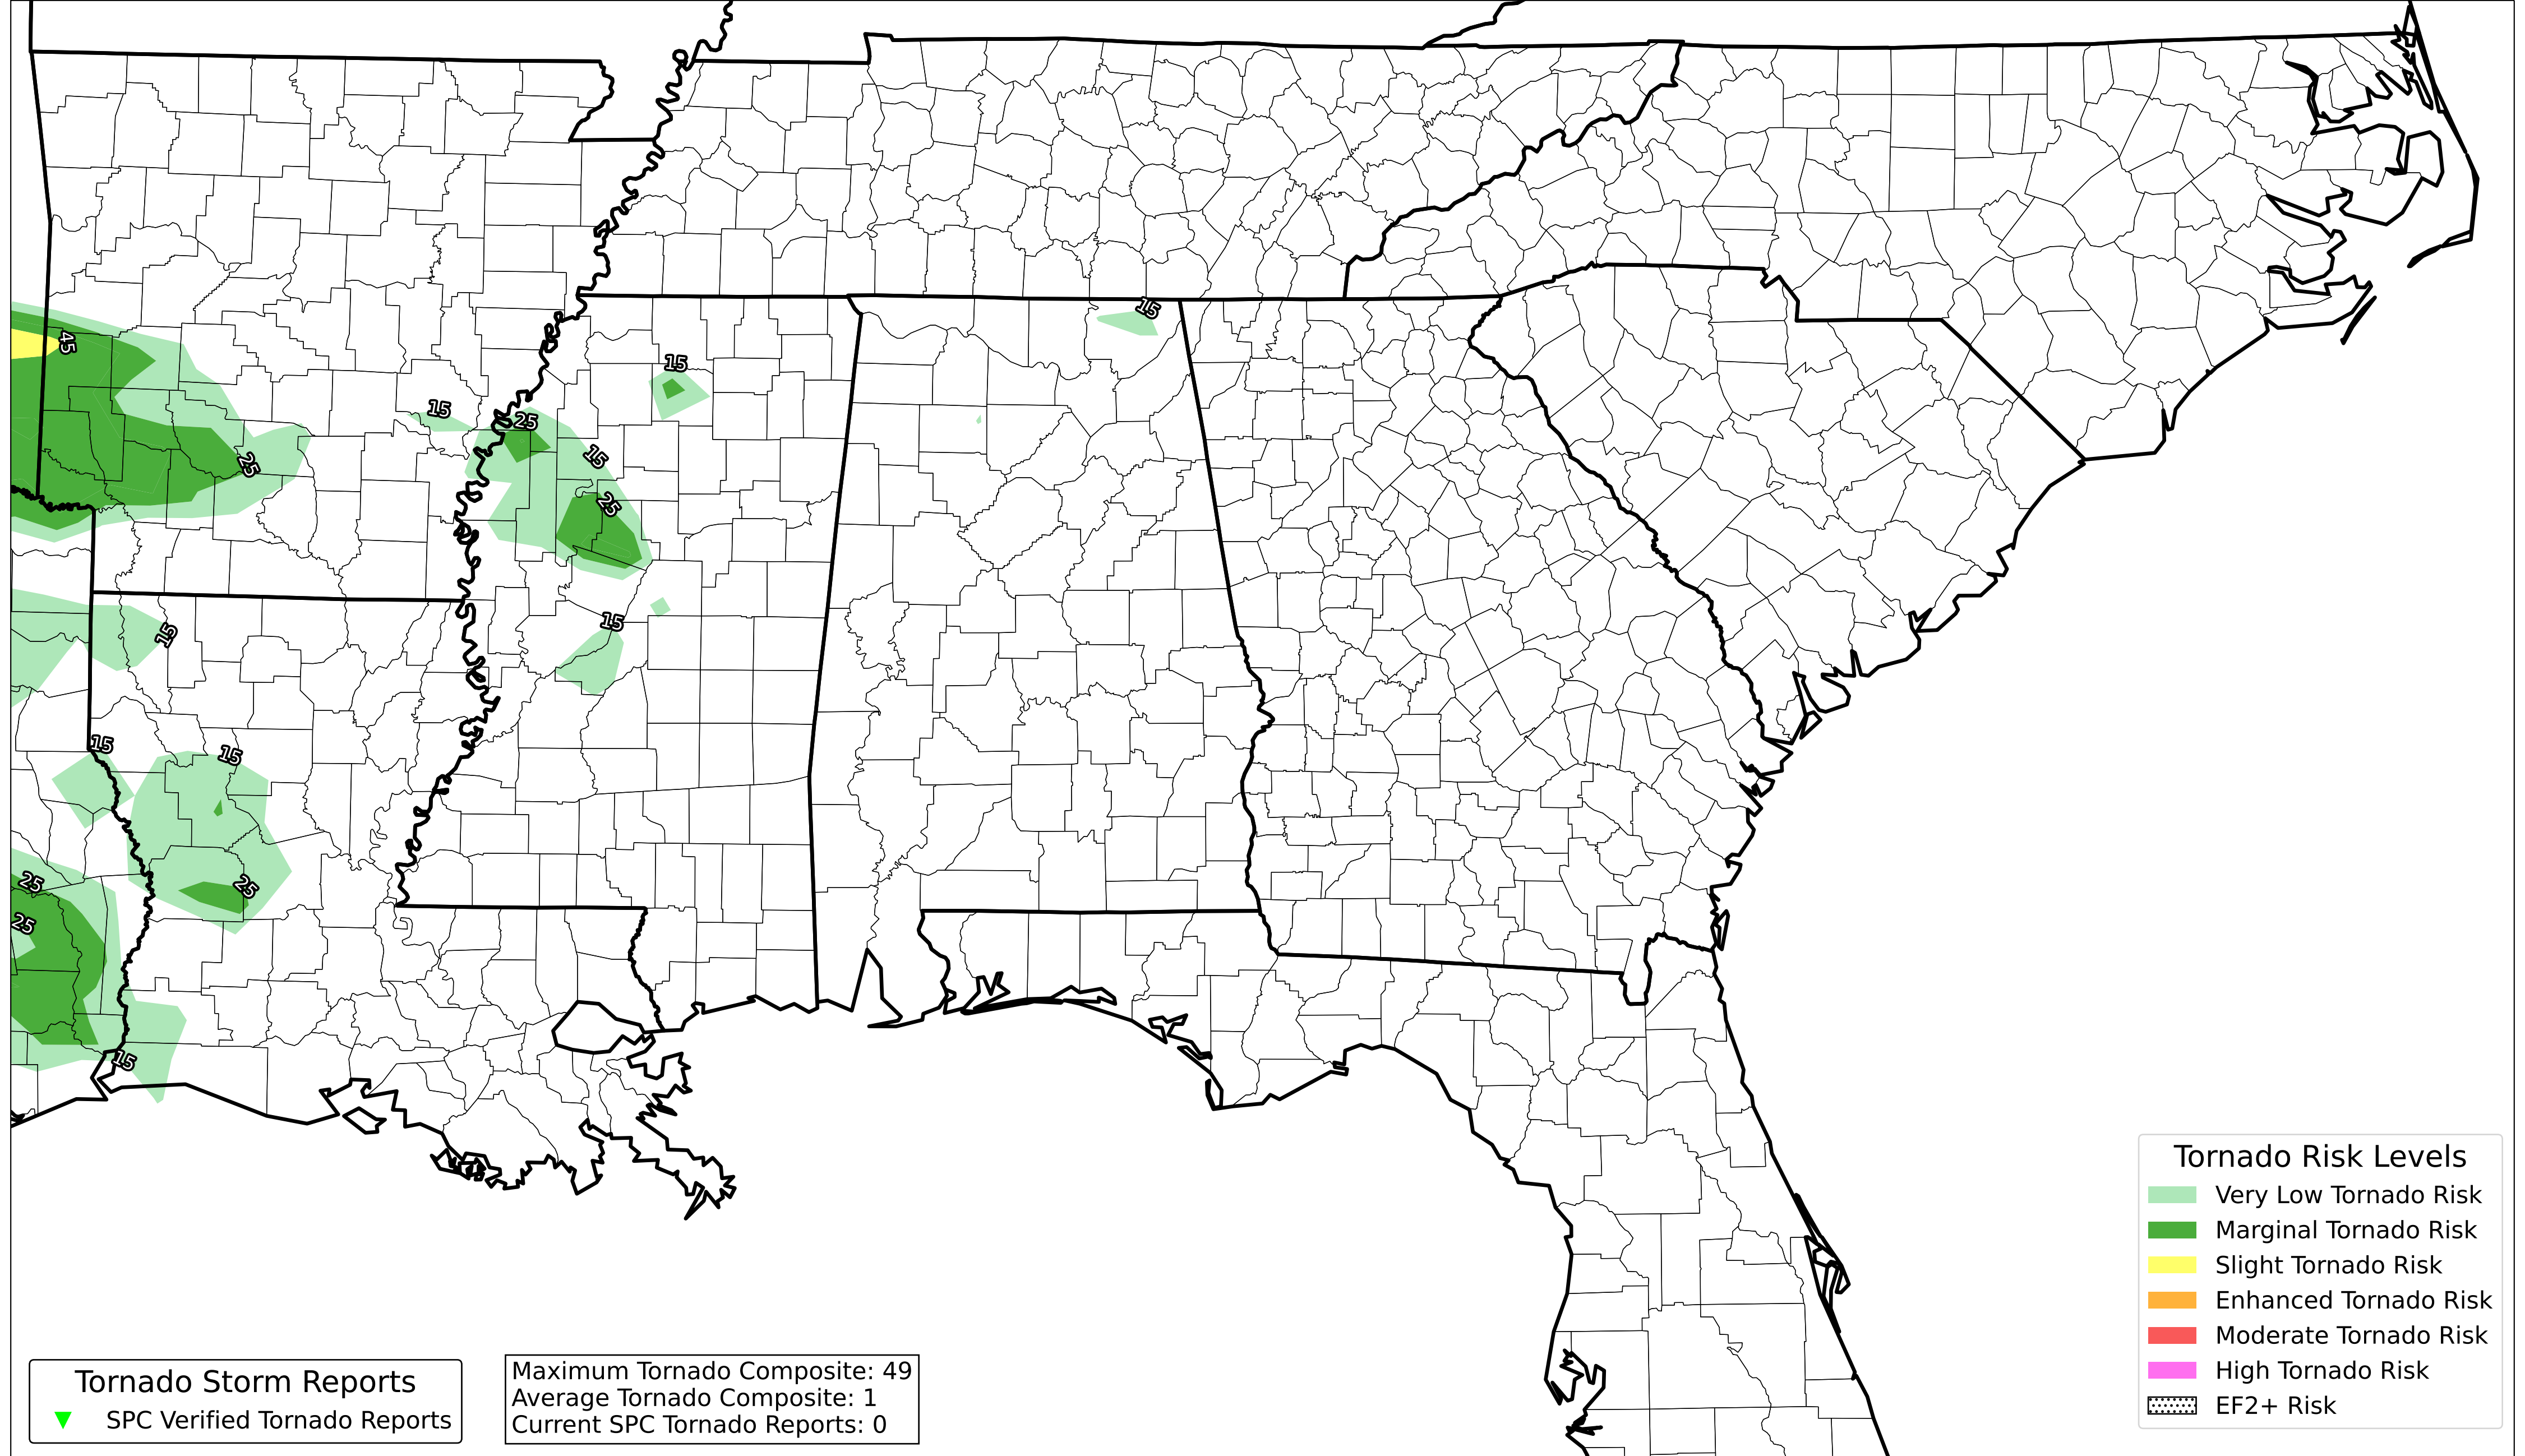 15
45
15
15
25
15
25
25
15
15
15
15
25
25
25
15
Tornado Risk Levels
Very Low Tornado Risk
Marginal Tornado Risk
Slight Tornado Risk
Enhanced Tornado Risk
Moderate Tornado Risk
High Tornado Risk
EF2+ Risk
Tornado Storm Reports
SPC Verified Tornado Reports
Maximum Tornado Composite: 49
Average Tornado Composite: 1
Current SPC Tornado Reports: 0